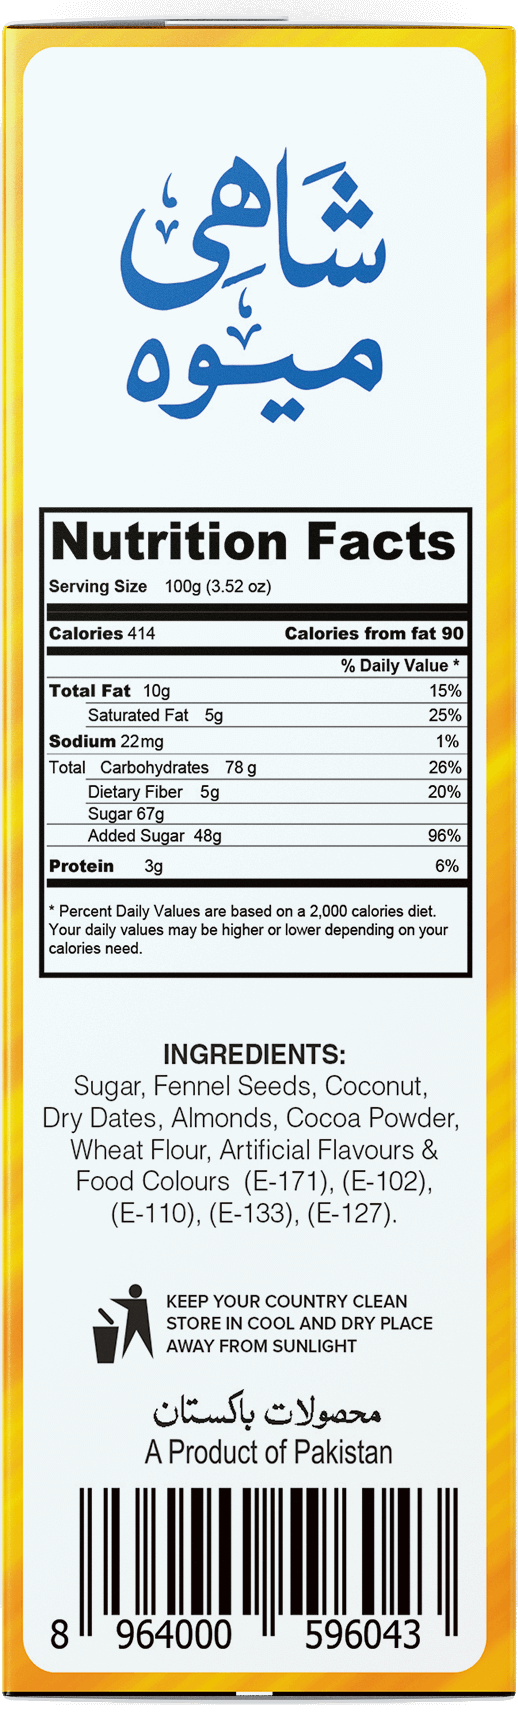 شاهی
میوه
Nutrition Facts
Serving Size 100g (3.52 oz)
Calories 414 Calories from fat 90
% Daily Value *
Total Fat 10g 15%
Saturated Fat 5g 25%
Sodium 22mg 1%
Total Carbohydrates 78 g 26%
Dietary Fiber 5g 20%
Sugar 67g
Added Sugar 48g 96%
Protein 3g 6%
* Percent Daily Values are based on a 2,000 calories diet.
Your daily values may be higher or lower depending on your
calories need.
INGREDIENTS:
Sugar, Fennel Seeds, Coconut,
Dry Dates, Almonds, Cocoa Powder,
Wheat Flour, Artificial Flavours &
Food Colours (E-171), (E-102),
(E-110), (E-133), (E-127).
KEEP YOUR COUNTRY CLEAN
STORE IN COOL AND DRY PLACE
AWAY FROM SUNLIGHT
محصولات باكستان
A Product of Pakistan
8 964000 596043